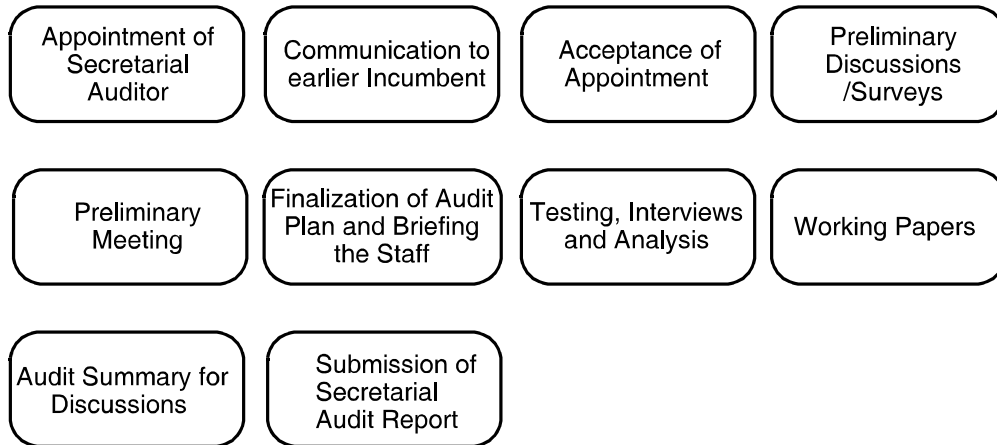 Appointment of
Secretarial
Auditor
Communication to
earlier Incumbent
Acceptance of
Appointment
Preliminary
Discussions
/Surveys
Preliminary
Meeting
Finalization of Audit
Plan and Briefing
the Staff
Testing, Interviews
and Analysis
Working Papers
Audit Summary for
Discussions
Submission of
Secretarial
Audit Report